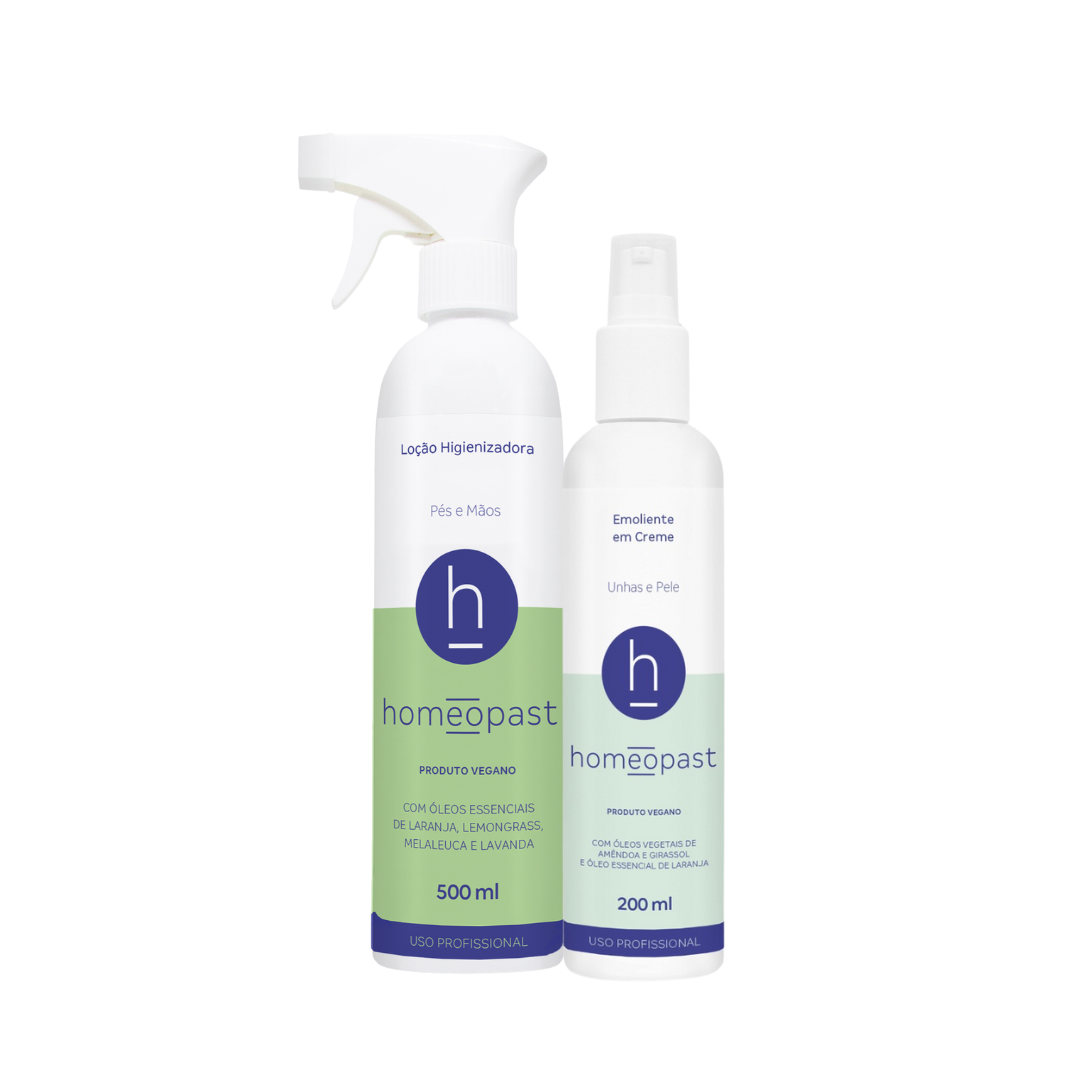 Loção Higienizadora
Pés e Mãos
h
homeopast
PRODUTO VEGANO
COM ÓLEOS ESSENCIAIS
DE LARANJA, LEMONGRASS,
MELALEUCA E LAVANDA
500 ml
USO PROFISSIONAL
Emoliente
em Creme
Unhas e Pele
h
homeopast
PRODUTO VEGANO
COM ÓLEOS VEGETAIS DE
AMÊNDOA E GIRASSOL
E ÓLEO ESSENCIAL DE LARANJA
200 ml
USO PROFISSIONAL